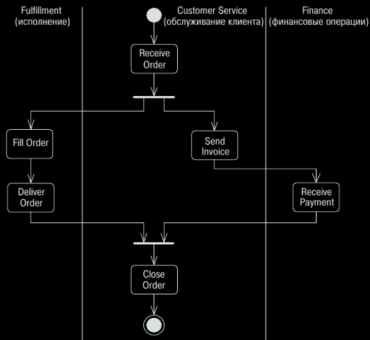 Fulfillment
(исполнение)
Customer Service
(обслуживание клиента)
Finance
(финансовые операции)
Receive
Order
Fill Order
Send
Invoice
Deliver
Order
Receive
Payment
Close
Order